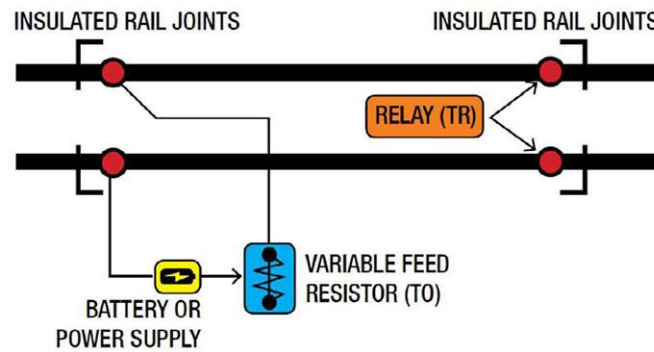 INSULATED RAIL JOINTS
INSULATED RAIL JOINTS
RELAY (TR)
VARIABLE FEED
RESISTOR (TO)
BATTERY OR
POWER SUPPLY